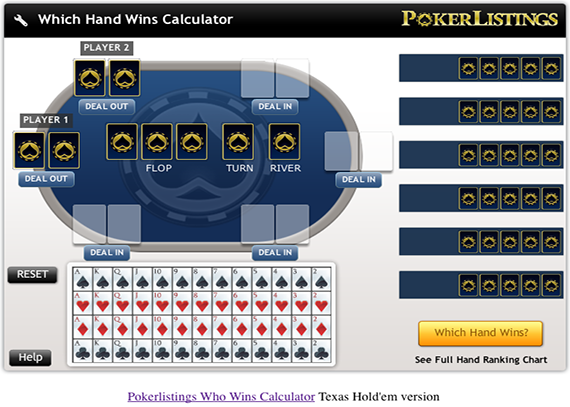 Which Hand Wins Calculator
POKERLISTINGS
PLAYER 2
DEAL OUT
DEAL IN
PLAYER 1
DEAL OUT
FLOP
TURN
RIVER
DEAL IN
DEAL IN
DEAL IN
RESET
A K Q J 10 9 8 7 6 5 4 3 2
A K Q J 10 9 8 7 6 5 4 3 2
A K Q J 10 9 8 7 6 5 4 3 2
A K Q J 10 9 8 7 6 5 4 3 2
Which Hand Wins?
Help
See Full Hand Ranking Chart
Pokerlistings Who Wins Calculator Texas Hold'em version